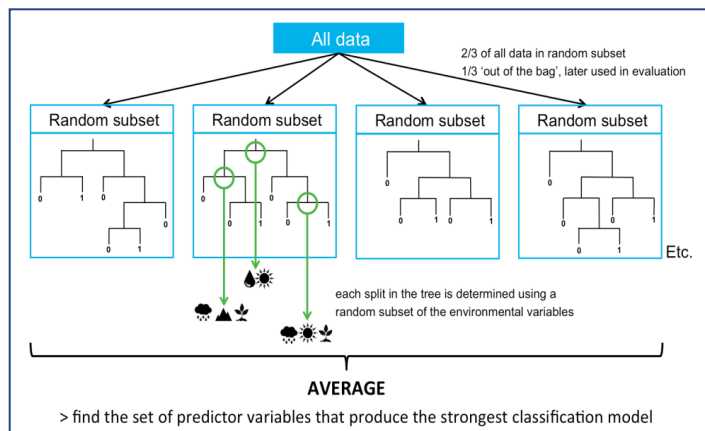 All data
2/3 of all data in random subset
1/3 'out of the bag', later used in evaluation
Random subset
Random subset
Random subset
Random subset
0
1
0
0
0
1
0
0
1
0
1
0
0
1
0
1
0
0
1
0
1
Etc.
each split in the tree is determined using a
random subset of the environmental variables
AVERAGE
> find the set of predictor variables that produce the strongest classification model